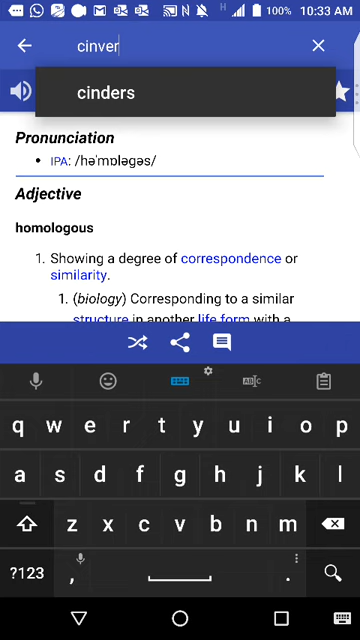 H 100% 10:33 AM
cinver
cinders
Pronunciation
• IPA: /həˈmɒləɡəs/
Adjective
homologous
1. Showing a degree of correspondence or
similarity.
1. (biology) Corresponding to a similar
structure in another life form with a
ABC
q w e r t y u i o p
a s d f g h j k l
z x c v b n m
?123 , .